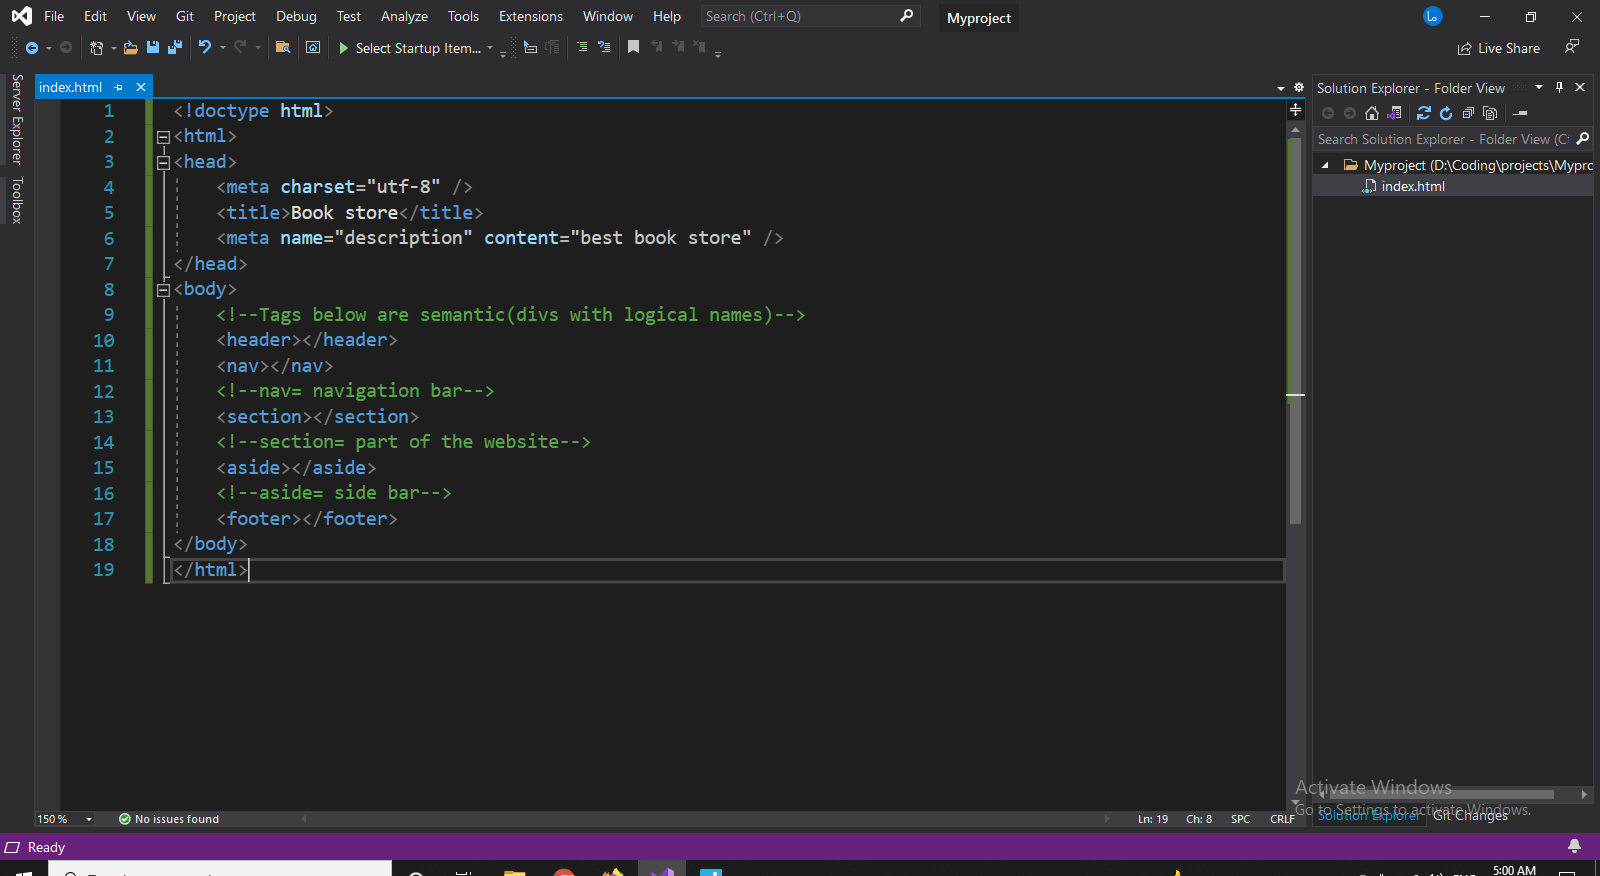 File Edit View Git Project Debug Test Analyze Tools Extensions Window Help Search (Ctrl+Q) Myproject
Select Startup Item... Live Share
Server Explorer
Toolbox
index.html
1 <!doctype html>
2 <html>
3 <head>
4 <meta charset="utf-8" />
5 <title>Book store</title>
6 <meta name="description" content="best book store" />
7 </head>
8 <body>
9 <!--Tags below are semantic(divs with logical names)-->
10 <header></header>
11 <nav></nav>
12 <!--nav= navigation bar-->
13 <section></section>
14 <!--section= part of the website-->
15 <aside></aside>
16 <!--aside= side bar-->
17 <footer></footer>
18 </body>
19 </html>
Solution Explorer - Folder View
Search Solution Explorer - Folder View (Ct
Myproject (D:\Coding\projects\Mypro
index.html
Activate Windows
Go to Settings to activate Windows.
Solution Explorer Git Changes
150 % No issues found Ln: 19 Ch: 8 SPC CRLF
Ready
5:00 AM